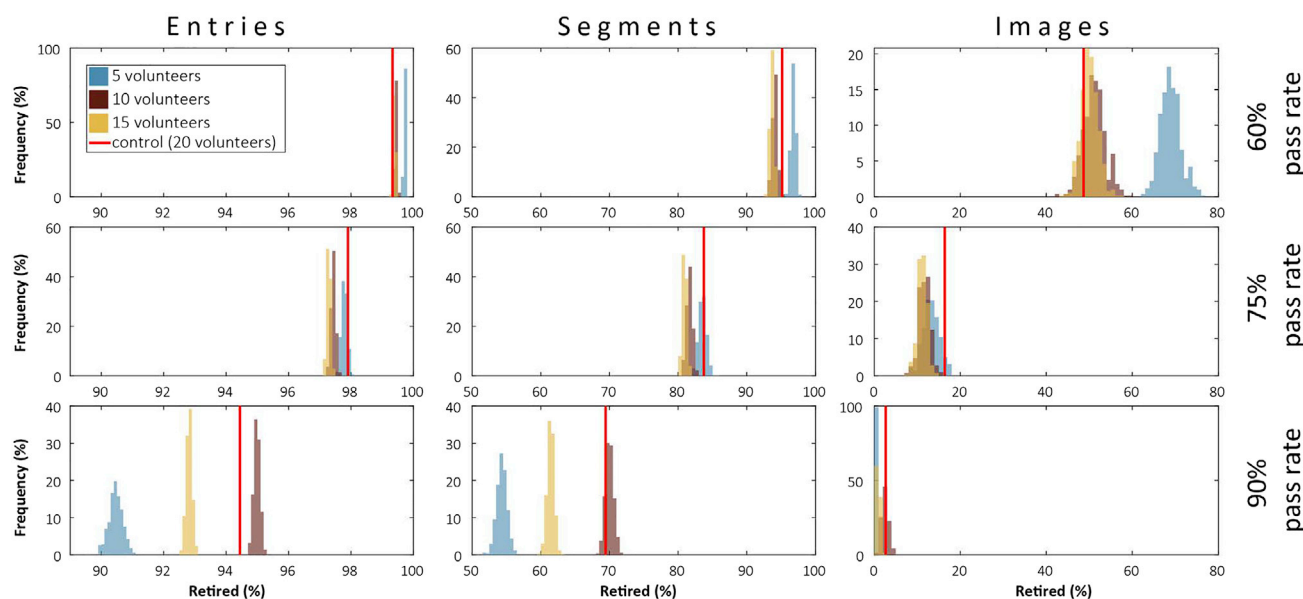 Entries Segments Images
100
50
0
90 92 94 96 98 100
Frequency (%)
5 volunteers
10 volunteers
15 volunteers
control (20 volunteers)
60
40
20
0
50 60 70 80 90 100
20
15
10
5
0
0 20 40 60 80
60%
pass rate
60
40
20
0
90 92 94 96 98 100
Frequency (%)
60
40
20
0
50 60 70 80 90 100
40
30
20
10
0
0 20 40 60 80
75%
pass rate
40
30
20
10
0
90 92 94 96 98 100
Frequency (%)
Retired (%)
40
30
20
10
0
50 60 70 80 90 100
Retired (%)
100
50
0
0 20 40 60 80
Retired (%)
90%
pass rate